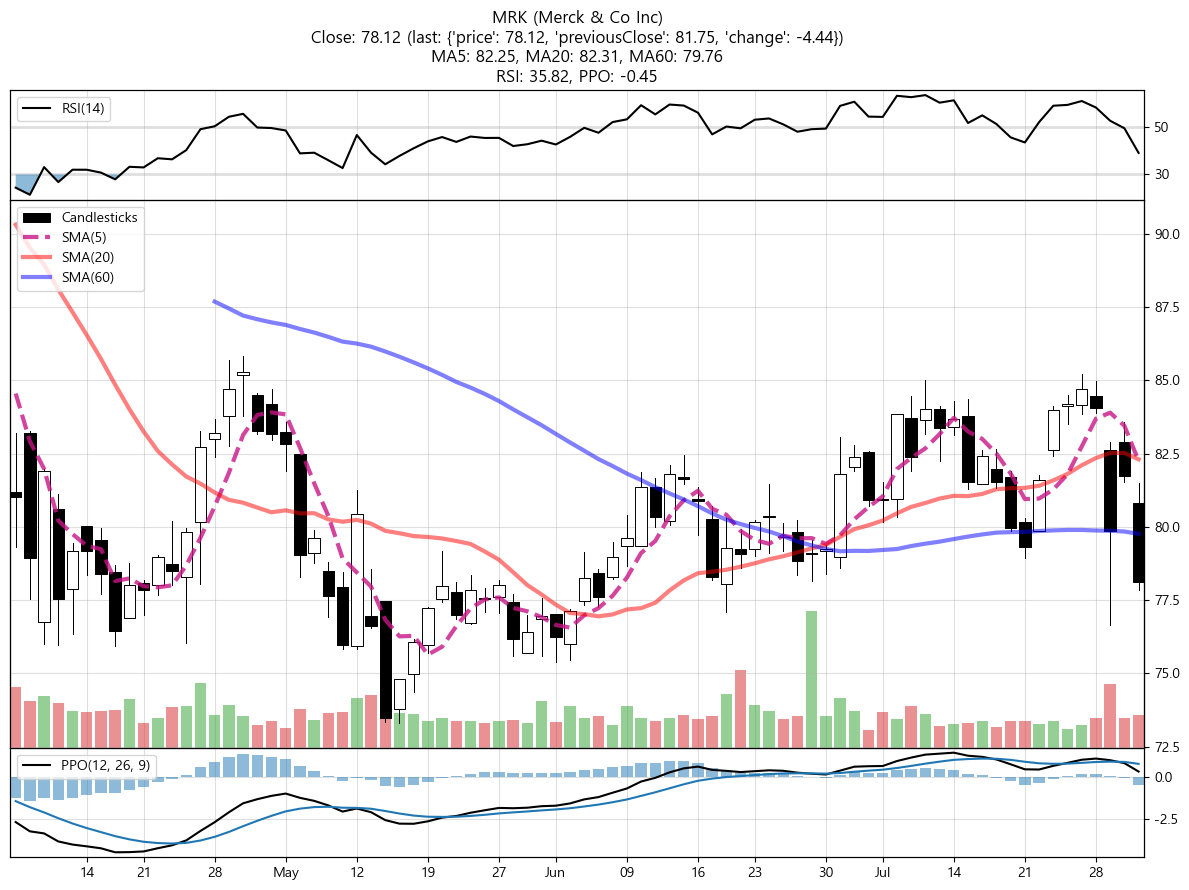 MRK (Merck & Co Inc)
Close: 78.12 (last: {'price': 78.12, 'previousClose': 81.75, 'change': -4.44})
MA5: 82.25, MA20: 82.31, MA60: 79.76
RSI: 35.82, PPO: -0.45
RSI(14)
50
30
Candlesticks
SMA(5)
SMA(20)
SMA(60)
90.0
87.5
85.0
82.5
80.0
77.5
75.0
72.5
PPO(12, 26, 9)
0.0
-2.5
14 21 28 May 12 19 27 Jun 09 16 23 30 Jul 14 21 28